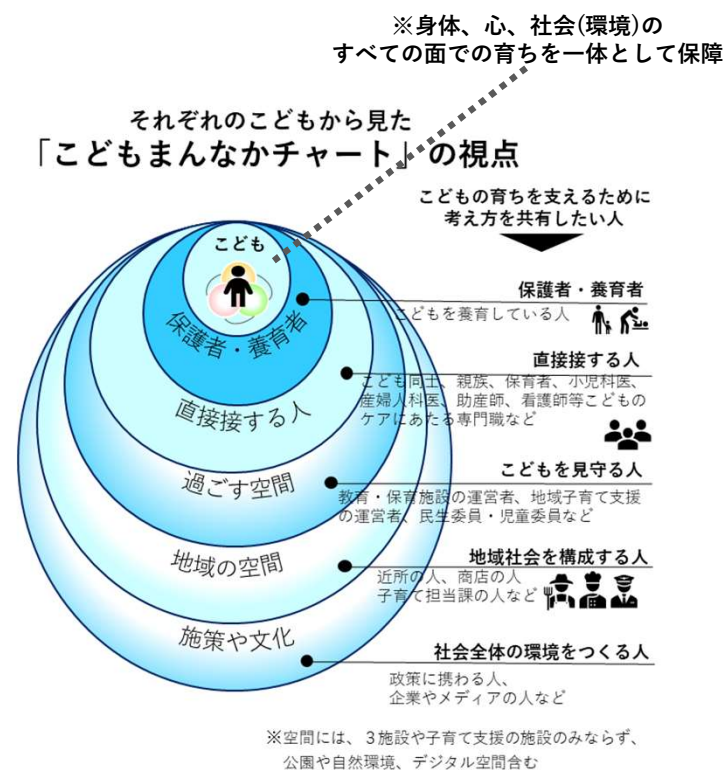 ※身体、心、社会(環境)の
すべての面での育ちを一体として保障
それぞれのこどもから見た
「こどもまんなかチャート」の視点
こどもの育ちを支えるために
考え方を共有したい人
こども
保護者・養育者
直接接する人
過ごす空間
地域の空間
施策や文化
保護者・養育者
こどもを養育している人
直接接する人
こども同士、親族、保育者、小児科医、
産婦人科医、助産師、看護師等こどもの
ケアにあたる専門職など
こどもを見守る人
教育・保育施設の運営者、地域子育て支援
の運営者、民生委員・児童委員など
地域社会を構成する人
近所の人、商店の人
子育て担当課の人など
社会全体の環境をつくる人
政策に携わる人、
企業やメディアの人など
※空間には、３施設や子育て支援の施設のみならず、
公園や自然環境、デジタル空間含む